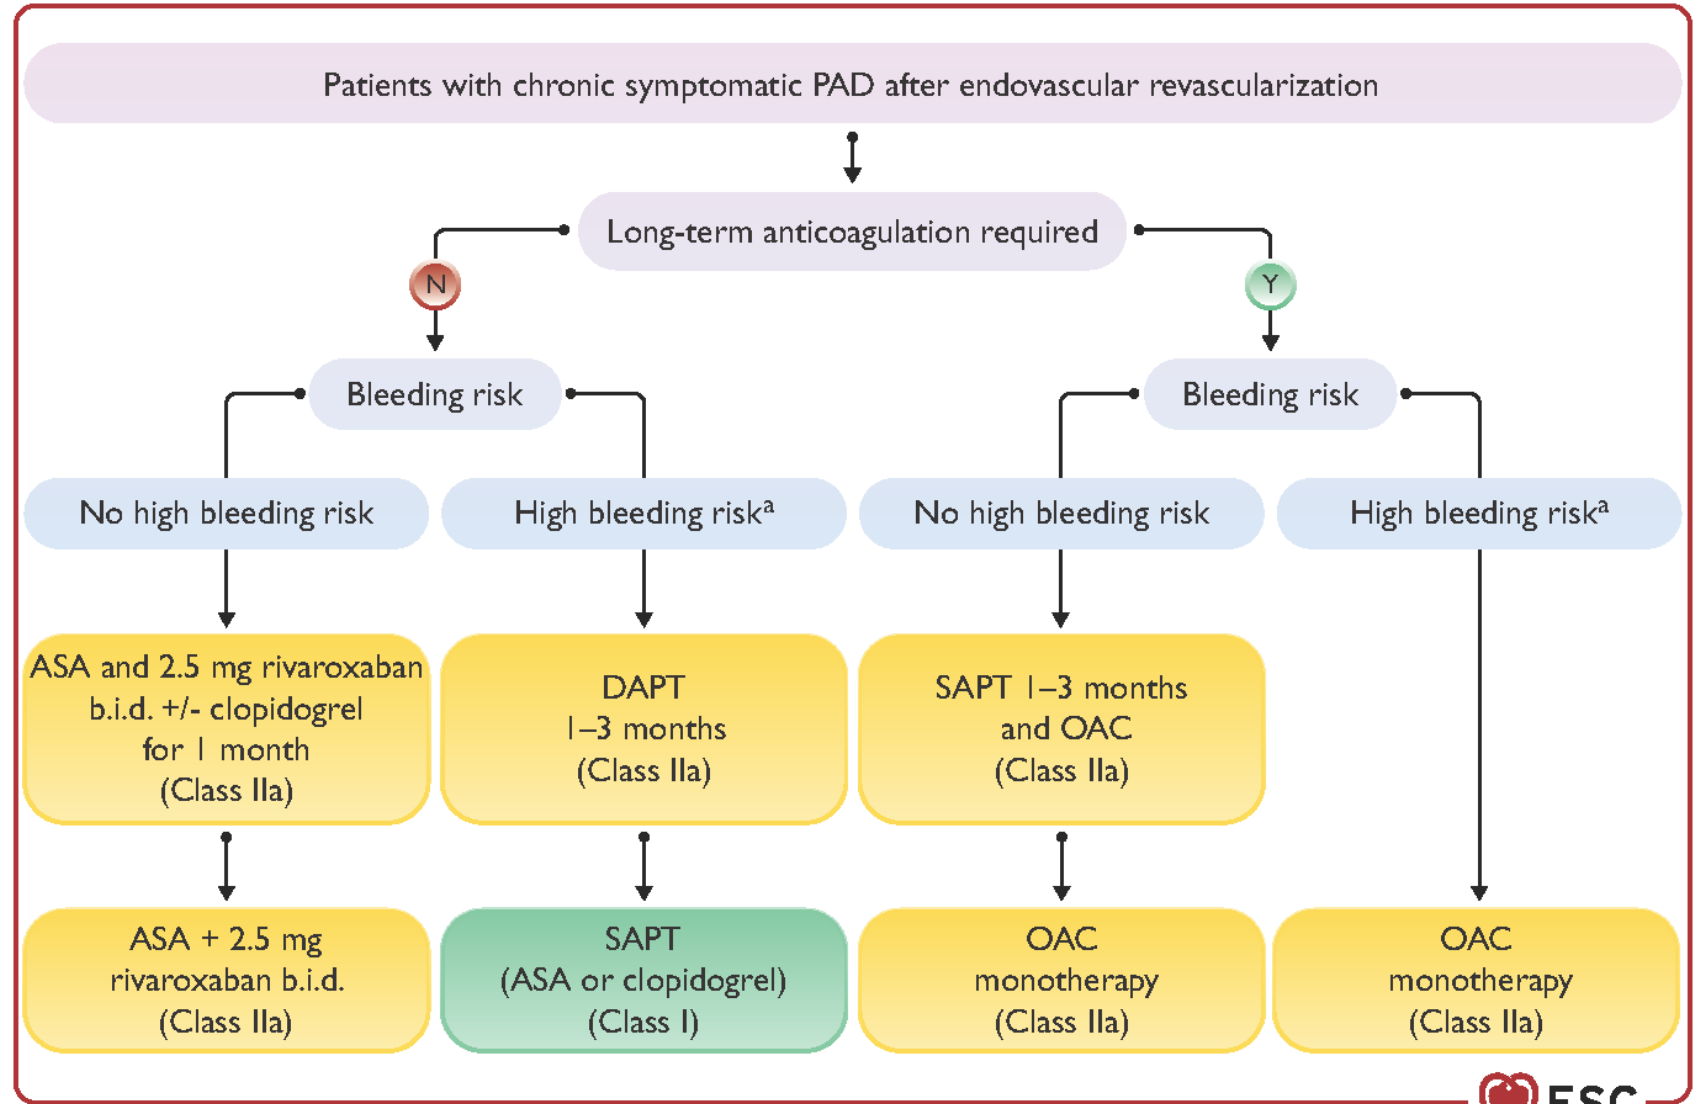 Patients with chronic symptomatic PAD after endovascular revascularization
Long-term anticoagulation required
N
Y
Bleeding risk
Bleeding risk
No high bleeding risk
High bleeding riskᵃ
No high bleeding risk
High bleeding riskᵃ
ASA and 2.5 mg rivaroxaban
b.i.d. +/- clopidogrel
for 1 month
(Class IIa)
DAPT
1–3 months
(Class IIa)
SAPT 1–3 months
and OAC
(Class IIa)
ASA + 2.5 mg
rivaroxaban b.i.d.
(Class IIa)
SAPT
(ASA or clopidogrel)
(Class I)
OAC
monotherapy
(Class IIa)
OAC
monotherapy
(Class IIa)
ESC